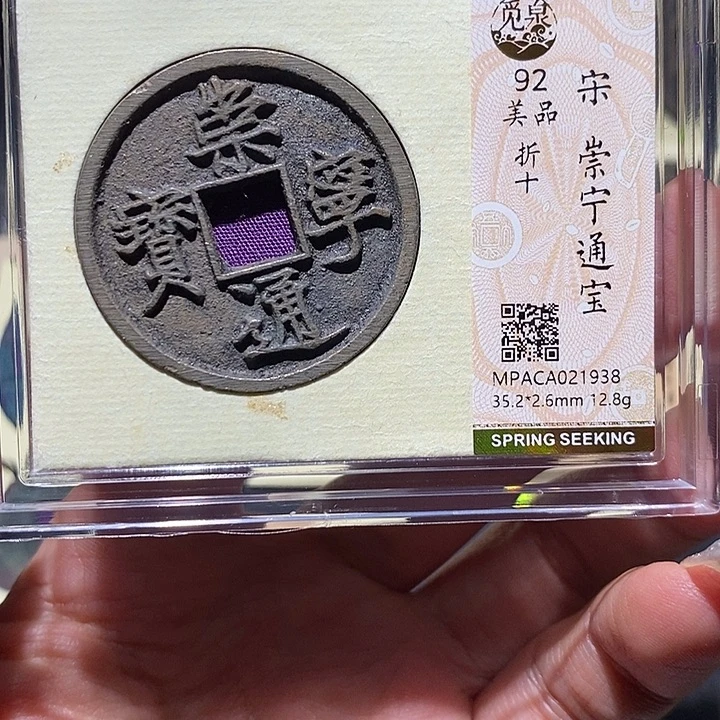 崇寧通寶
觅泉
92
美品
折十
宋 崇宁通宝
MPACA021938
35.2*2.6mm 12.8g
SPRING SEEKING